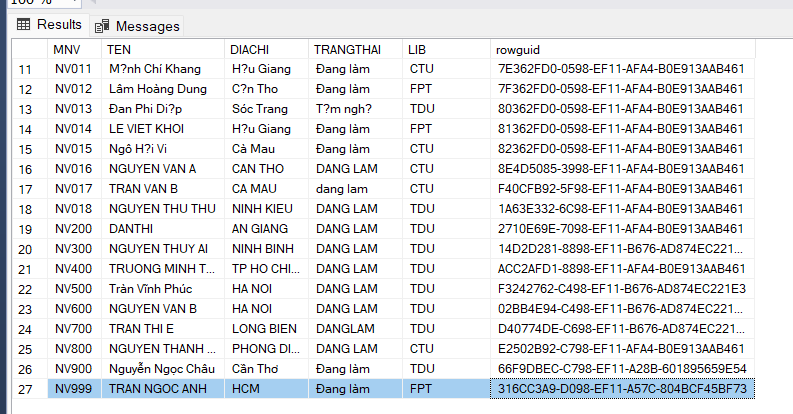 100 %
Results Messages
MNV TEN DIACHI TRANGTHAI LIB rowguid
11 NV011 M?nh Chí Khang H?u Giang Đang làm CTU 7E362FD0-0598-EF11-AFA4-B0E913AAB461
12 NV012 Lâm Hoàng Dung C?n Tho Đang làm FPT 7F362FD0-0598-EF11-AFA4-B0E913AAB461
13 NV013 Đan Phi Di?p Sóc Trang T?m ngh? TDU 80362FD0-0598-EF11-AFA4-B0E913AAB461
14 NV014 LE VIET KHOI H?u Giang Đang làm FPT 81362FD0-0598-EF11-AFA4-B0E913AAB461
15 NV015 Ngô H?i Vi Cà Mau Đang làm CTU 82362FD0-0598-EF11-AFA4-B0E913AAB461
16 NV016 NGUYEN VAN A CAN THO DANG LAM CTU 8E4D5085-3998-EF11-AFA4-B0E913AAB461
17 NV017 TRAN VAN B CA MAU dang lam CTU F40CFB92-5F98-EF11-AFA4-B0E913AAB461
18 NV018 NGUYEN THU THU NINH KIEU DANG LAM TDU 1A63E332-6C98-EF11-AFA4-B0E913AAB461
19 NV200 DANTHI AN GIANG DANG LAM TDU 2710E69E-7098-EF11-AFA4-B0E913AAB461
20 NV300 NGUYEN THUY AI NINH BINH DANG LAM TDU 14D2D281-8898-EF11-B676-AD874EC221...
21 NV400 TRUONG MINH T... TP HO CHI... DANG LAM TDU ACC2AFD1-8898-EF11-AFA4-B0E913AAB461
22 NV500 Tràn Vĩnh Phúc HA NOI DANG LAM TDU F3242762-C498-EF11-B676-AD874EC221E3
23 NV600 NGUYEN VAN B HA NOI DANG LAM TDU 02BB4E94-C498-EF11-B676-AD874EC221...
24 NV700 TRAN THI E LONG BIEN DANGLAM TDU D40774DE-C698-EF11-B676-AD874EC221...
25 NV800 NGUYEN THANH ... PHONG DI... DANG LAM CTU E2502B92-C798-EF11-AFA4-B0E913AAB461
26 NV900 Nguyễn Ngọc Châu Cần Thơ Đang làm TDU 66F9DBEC-C798-EF11-A28B-601895659E54
27 NV999 TRAN NGOC ANH HCM Đang làm FPT 316CC3A9-D098-EF11-A57C-804BCF45BF73